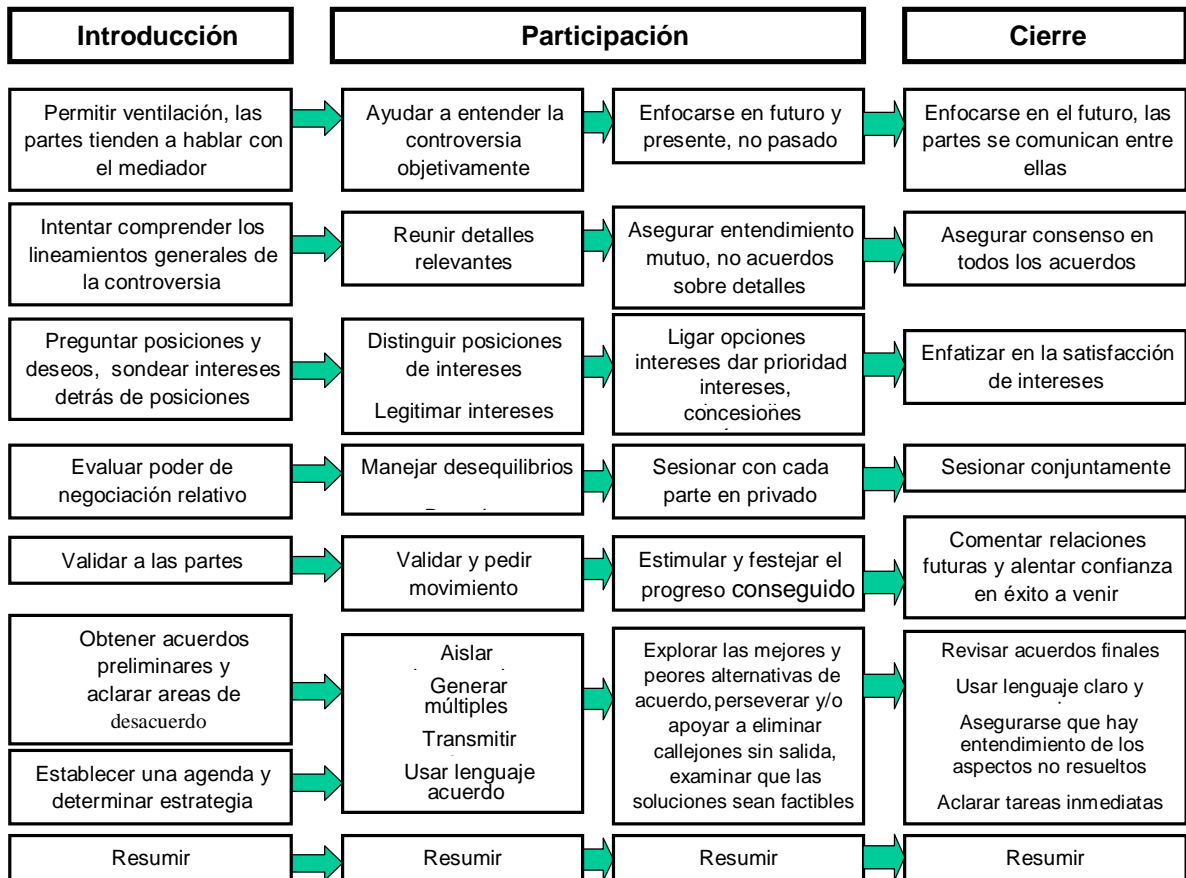 Introducción
Participación
Cierre
Permitir ventilación, las
partes tienden a hablar con
el mediador
Ayudar a entender la
controversia
objetivamente
Enfocarse en futuro y
presente, no pasado
Enfocarse en el futuro, las
partes se comunican entre
ellas
Intentar comprender los
lineamientos generales de
la controversia
Reunir detalles
relevantes
Asegurar entendimiento
mutuo, no acuerdos
sobre detalles
Asegurar consenso en
todos los acuerdos
Preguntar posiciones y
deseos, sondear intereses
detrás de posiciones
Distinguir posiciones
de intereses
Legitimar intereses
Ligar opciones
intereses dar prioridad
intereses,
concesiones
Enfatizar en la satisfacción
de intereses
Evaluar poder de
negociación relativo
Manejar desequilibrios
Sesionar con cada
parte en privado
Sesionar conjuntamente
Validar a las partes
Validar y pedir
movimiento
Estimular y festejar el
progreso conseguido
Comentar relaciones
futuras y alentar confianza
en éxito a venir
Obtener acuerdos
preliminares y
aclarar areas de
desacuerdo
Establecer una agenda y
determinar estrategia
Aislar
Generar
múltiples
Transmitir
Usar lenguaje
acuerdo
Explorar las mejores y
peores alternativas de
acuerdo, perseverar y/o
apoyar a eliminar
callejones sin salida,
examinar que las
soluciones sean factibles
Revisar acuerdos finales
Usar lenguaje claro y
Asegurarse que hay
entendimiento de los
aspectos no resueltos
Aclarar tareas inmediatas
Resumir
Resumir
Resumir
Resumir